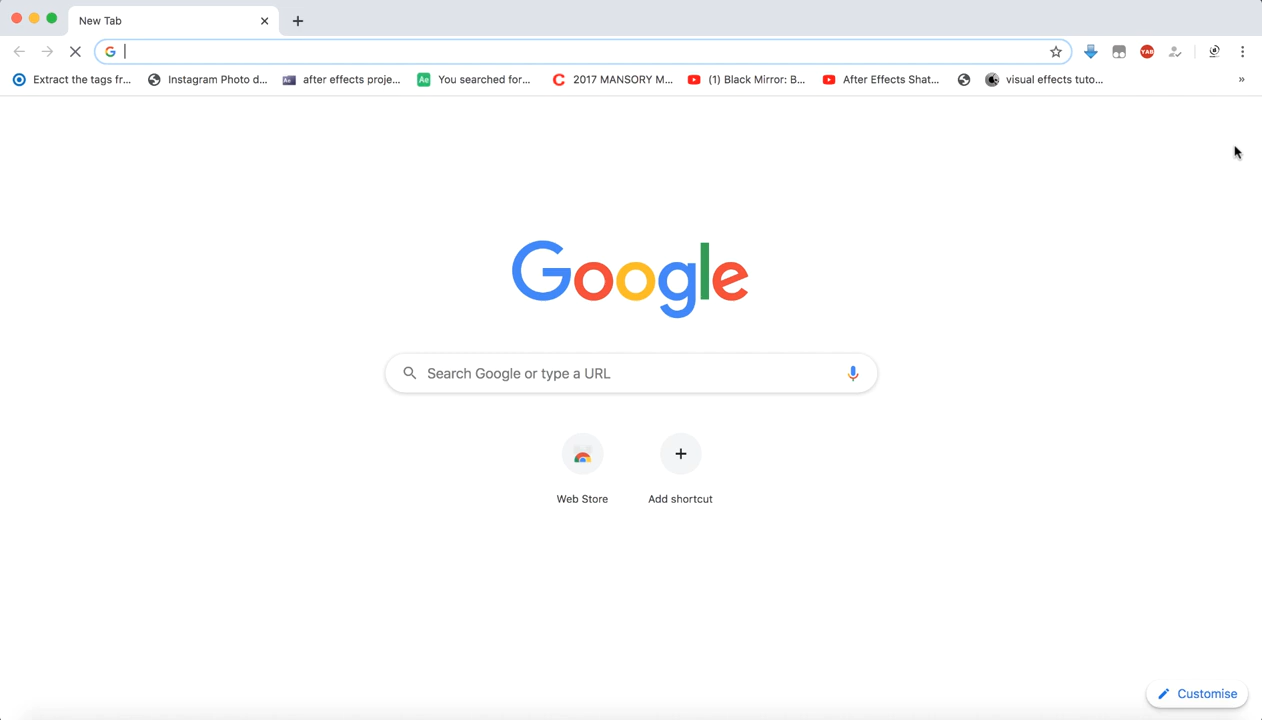 New Tab
Extract the tags fr... Instagram Photo d... after effects proje... You searched for... 2017 MANSORY M... (1) Black Mirror: B... After Effects Shat... visual effects tuto... »
Google
Search Google or type a URL
Web Store Add shortcut
Customise